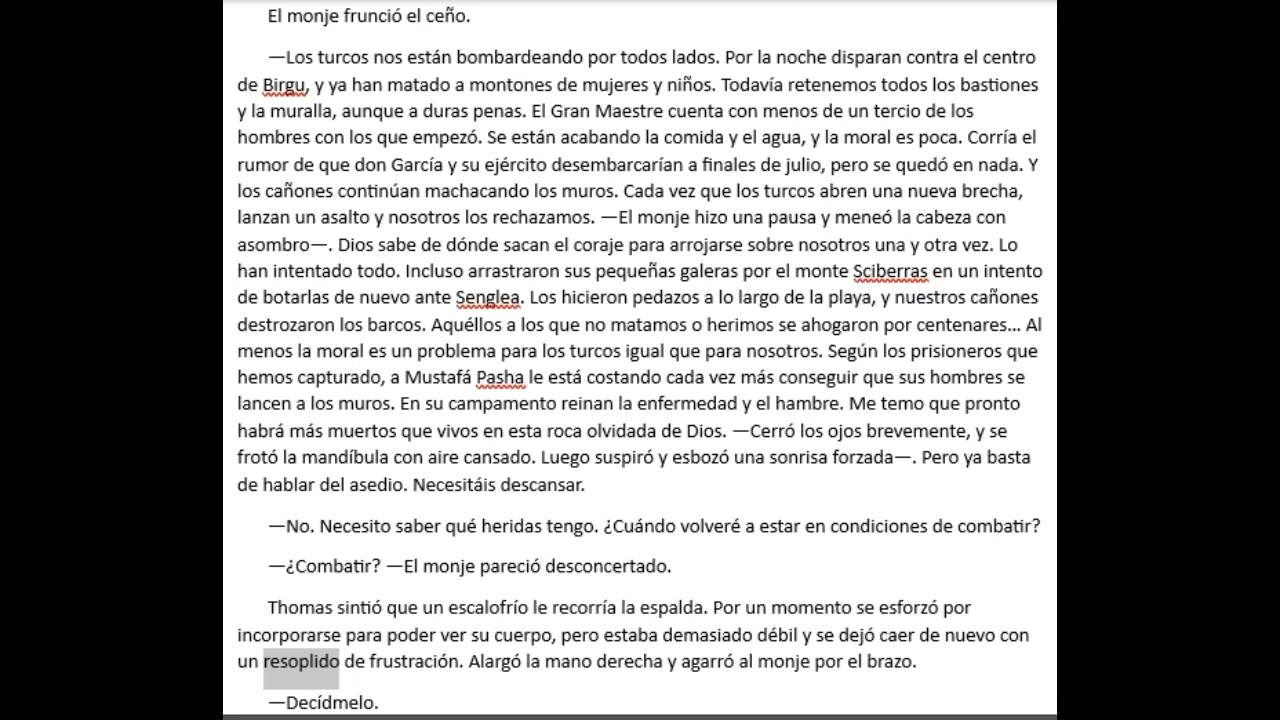 El monje frunció el ceño.
—Los turcos nos están bombardeando por todos lados. Por la noche disparan contra el centro
de Birgu, y ya han matado a montones de mujeres y niños. Todavía retenemos todos los bastiones
y la muralla, aunque a duras penas. El Gran Maestre cuenta con menos de un tercio de los
hombres con los que empezó. Se están acabando la comida y el agua, y la moral es poca. Corría el
rumor de que don García y su ejército desembarcarían a finales de julio, pero se quedó en nada. Y
los cañones continúan machacando los muros. Cada vez que los turcos abren una nueva brecha,
lanzan un asalto y nosotros los rechazamos. —El monje hizo una pausa y meneó la cabeza con
asombro—. Dios sabe de dónde sacan el coraje para arrojarse sobre nosotros una y otra vez. Lo
han intentado todo. Incluso arrastraron sus pequeñas galeras por el monte Sciberras en un intento
de botarlas de nuevo ante Senglea. Los hicieron pedazos a lo largo de la playa, y nuestros cañones
destrozaron los barcos. Aquéllos a los que no matamos o herimos se ahogaron por centenares… Al
menos la moral es un problema para los turcos igual que para nosotros. Según los prisioneros que
hemos capturado, a Mustafá Pasha le está costando cada vez más conseguir que sus hombres se
lancen a los muros. En su campamento reinan la enfermedad y el hambre. Me temo que pronto
habrá más muertos que vivos en esta roca olvidada de Dios. —Cerró los ojos brevemente, y se
frotó la mandíbula con aire cansado. Luego suspiró y esbozó una sonrisa forzada—. Pero ya basta
de hablar del asedio. Necesitáis descansar.
—No. Necesito saber qué heridas tengo. ¿Cuándo volveré a estar en condiciones de combatir?
—¿Combatir? —El monje pareció desconcertado.
Thomas sintió que un escalofrío le recorría la espalda. Por un momento se esforzó por
incorporarse para poder ver su cuerpo, pero estaba demasiado débil y se dejó caer de nuevo con
un resoplido de frustración. Alargó la mano derecha y agarró al monje por el brazo.
—Decídmelo.